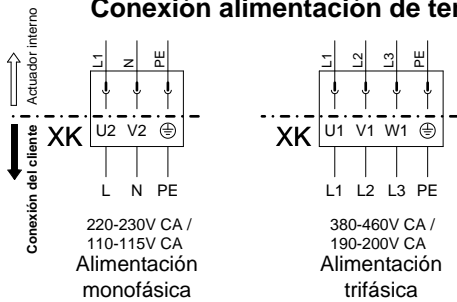 Conexión alimentación de
Actuador interno
Conexión del cliente
L1 N PE
XK U2 V2
L N PE
220-230V CA /
110-115V CA
Alimentación
monofásica
L1 L2 L3 PE
XK U1 V1 W1
L1 L2 L3 PE
380-460V CA /
190-200V CA
Alimentación
trifásica